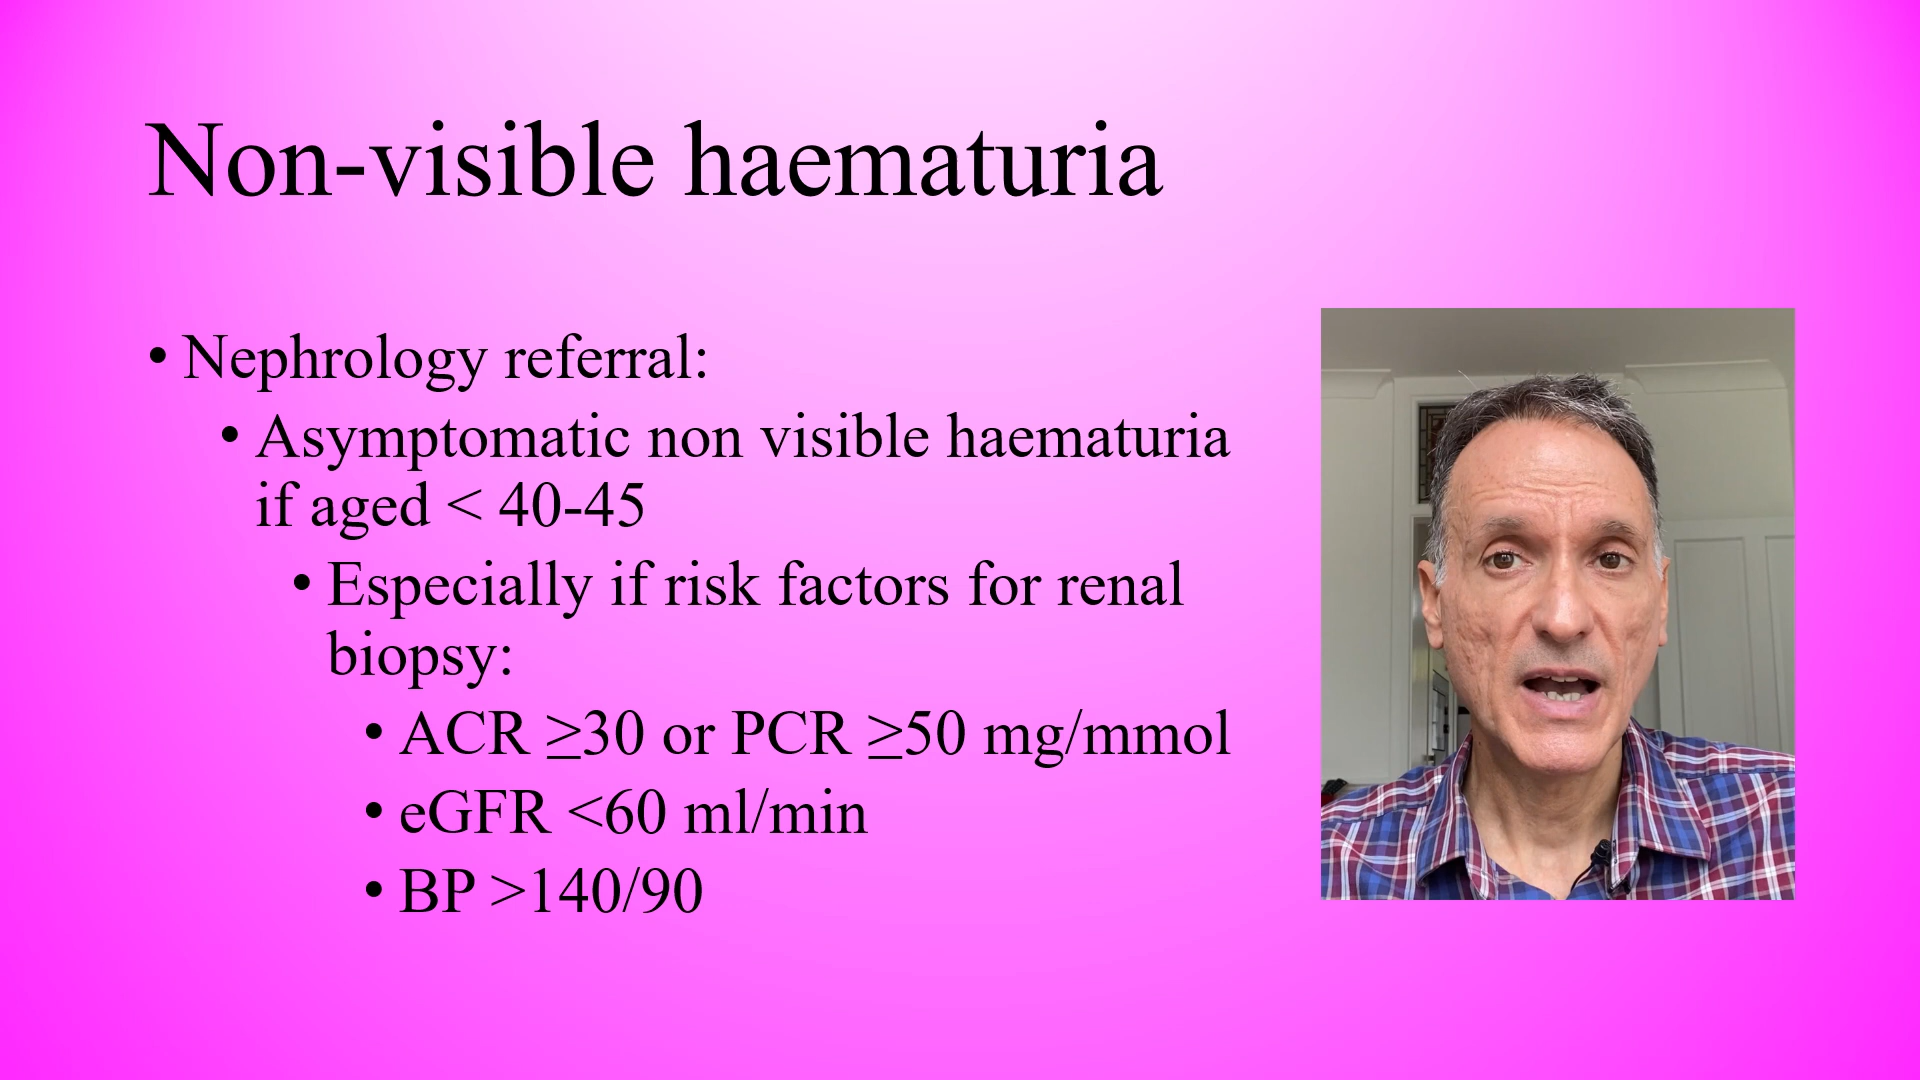 Non-visible haematuria
• Nephrology referral:
• Asymptomatic non visible haematuria
if aged < 40-45
• Especially if risk factors for renal
biopsy:
• ACR ≥30 or PCR ≥50 mg/mmol
• eGFR <60 ml/min
• BP >140/90